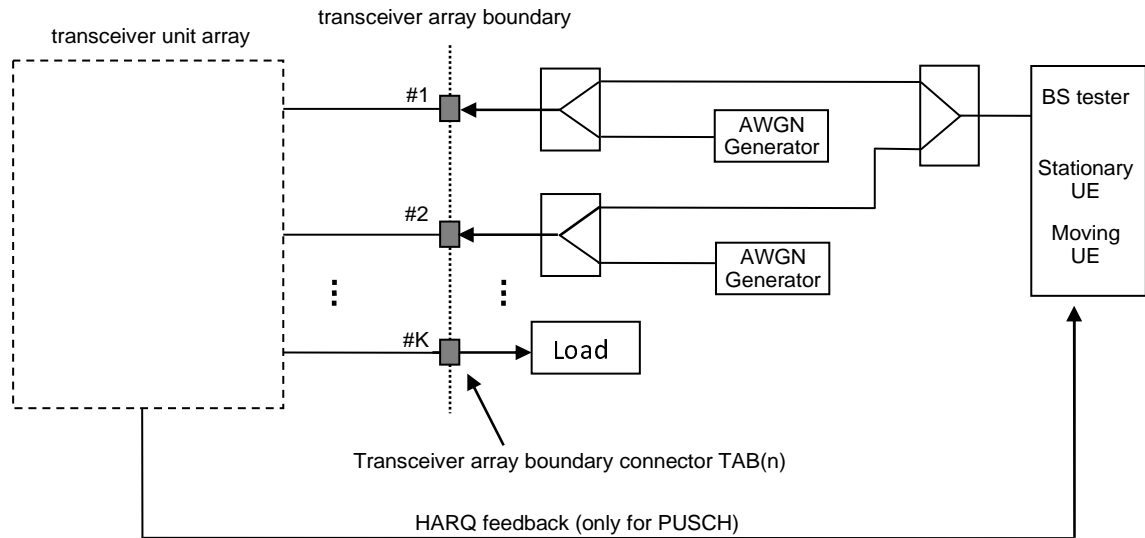 transceiver array boundary
transceiver unit array
#1
BS tester
AWGN
Generator
Stationary
UE
#2
Moving
UE
AWGN
Generator
#K
Load
Transceiver array boundary connector TAB(n)
HARQ feedback (only for PUSCH)